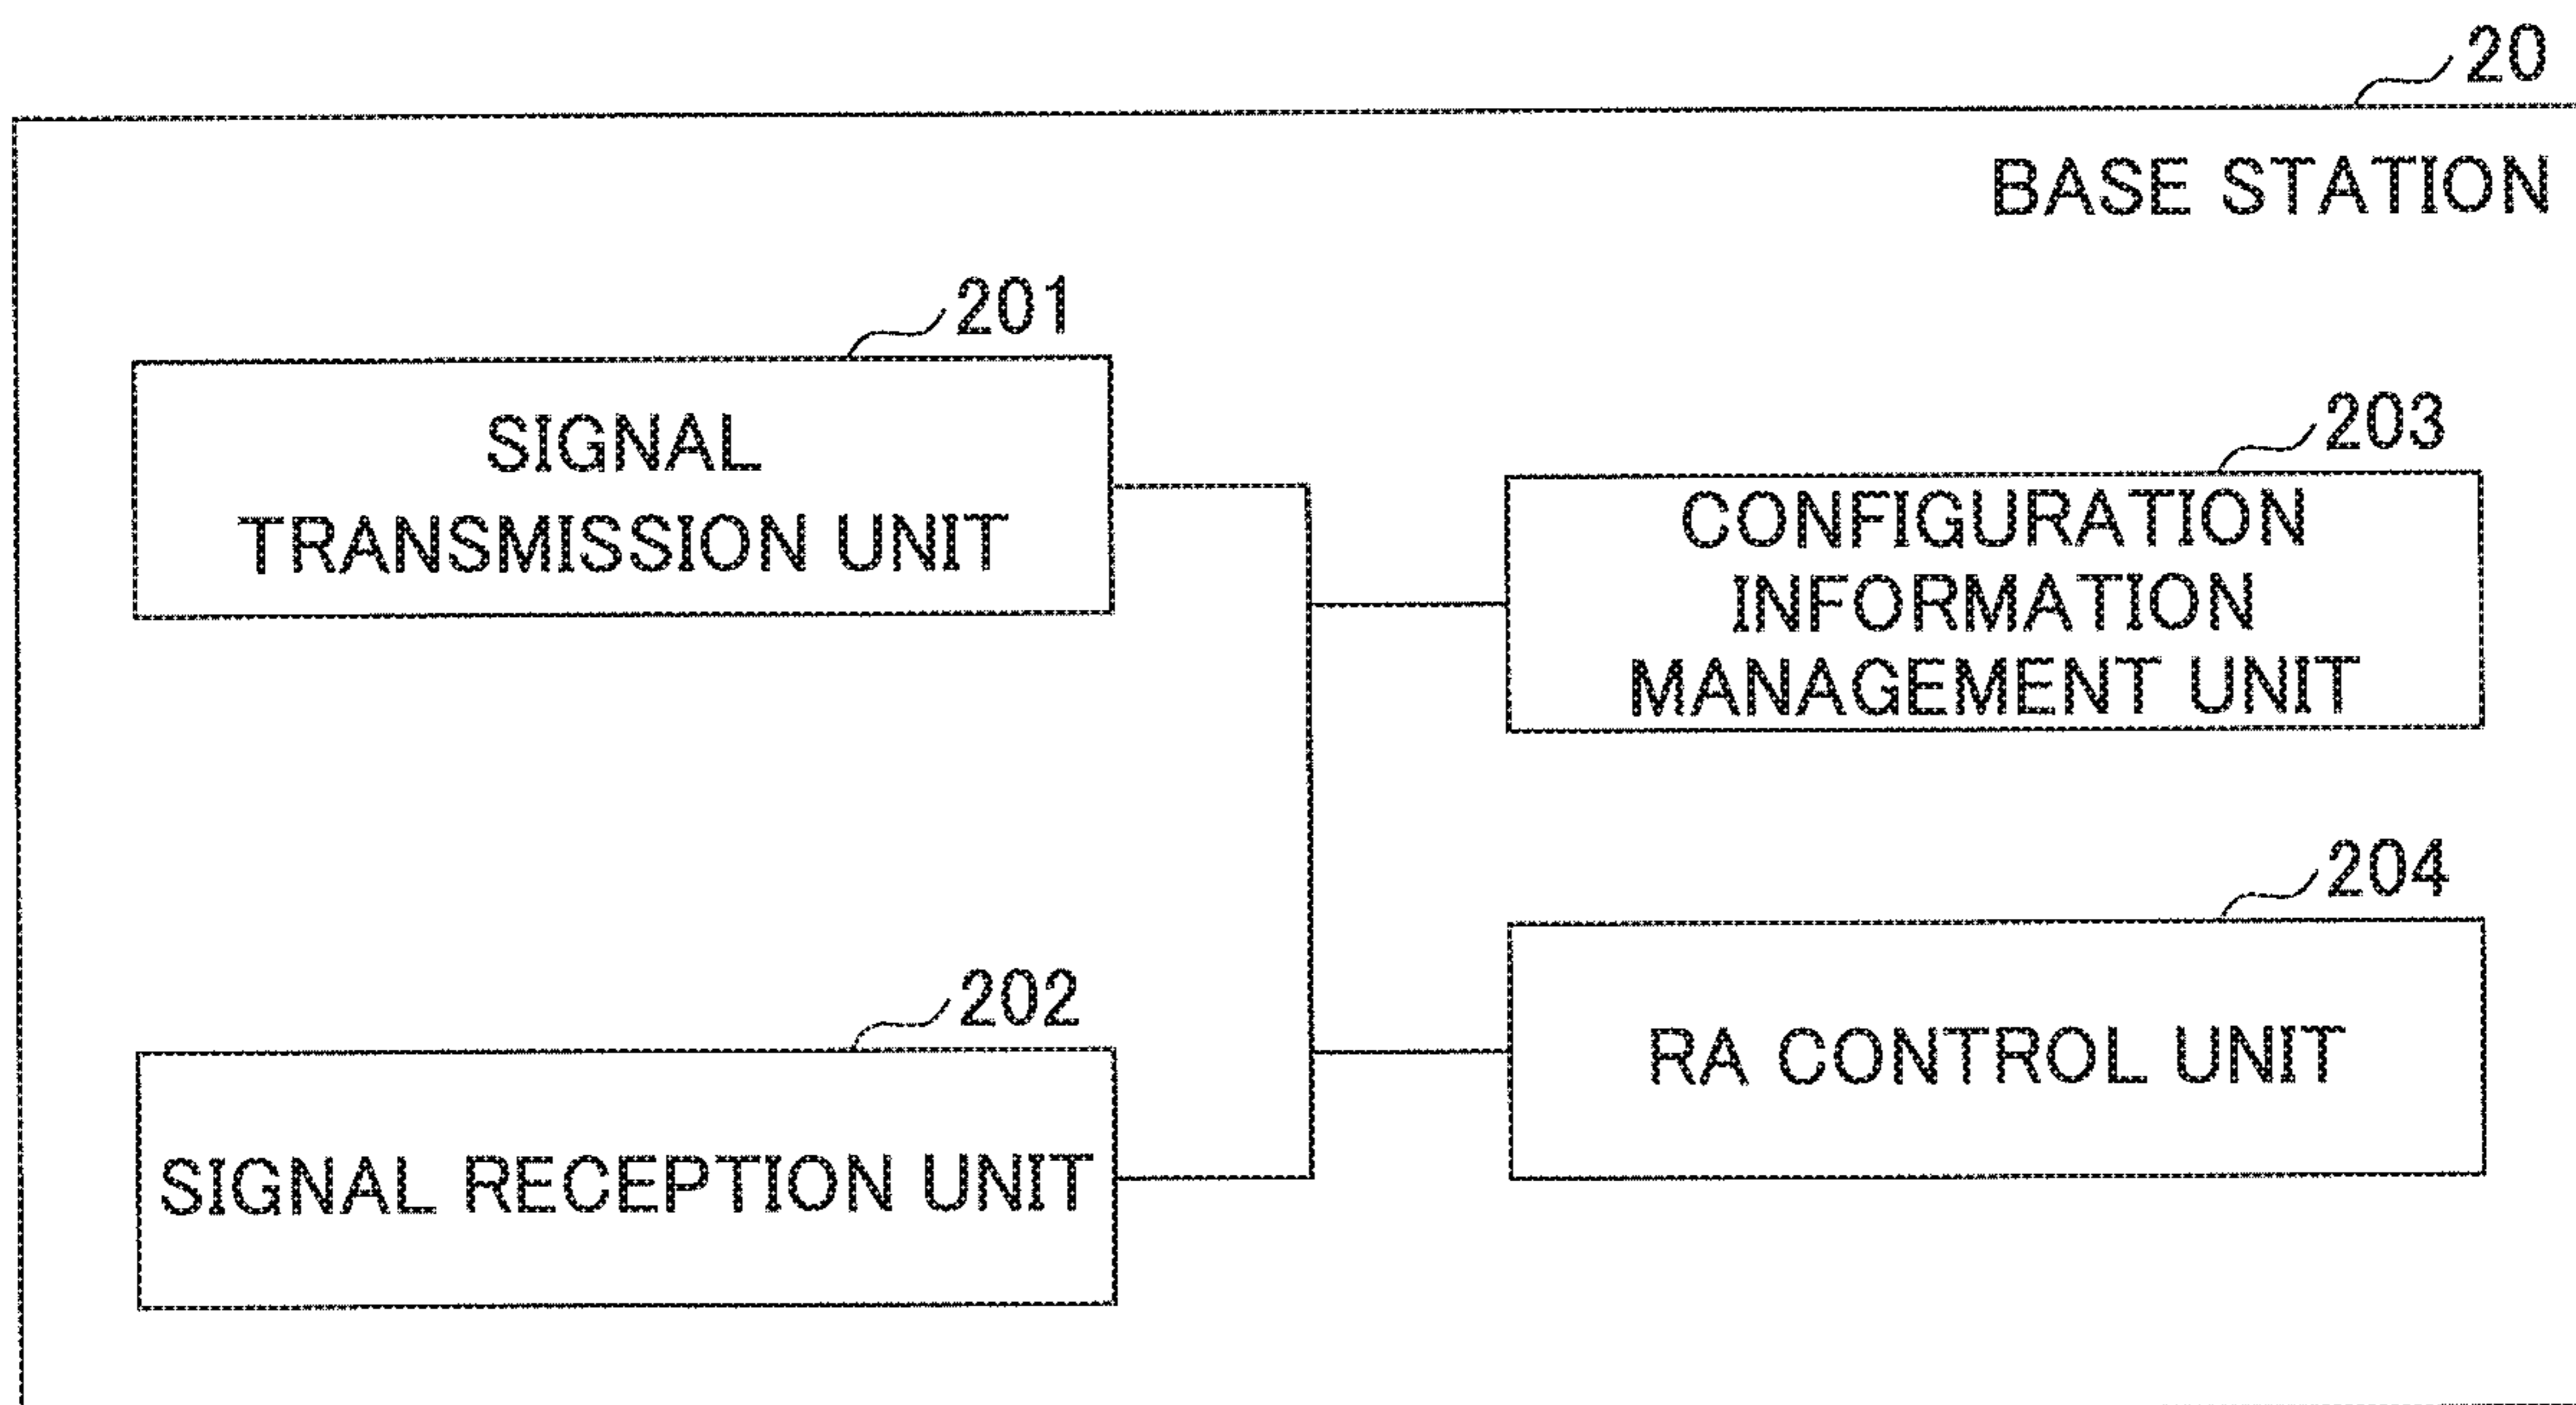 20
BASE STATION
201
SIGNAL
TRANSMISSION UNIT
203
CONFIGURATION
INFORMATION
MANAGEMENT UNIT
202
SIGNAL RECEPTION UNIT
204
RA CONTROL UNIT